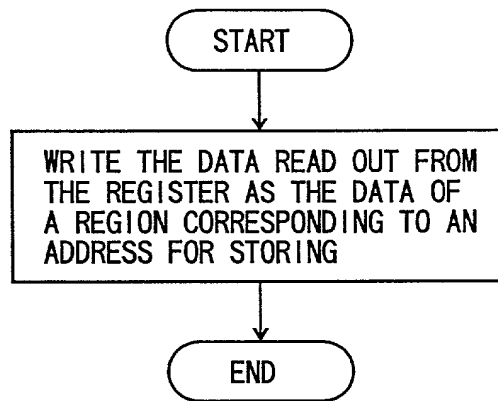 START
WRITE THE DATA READ OUT FROM
THE REGISTER AS THE DATA OF
A REGION CORRESPONDING TO AN
ADDRESS FOR STORING
END